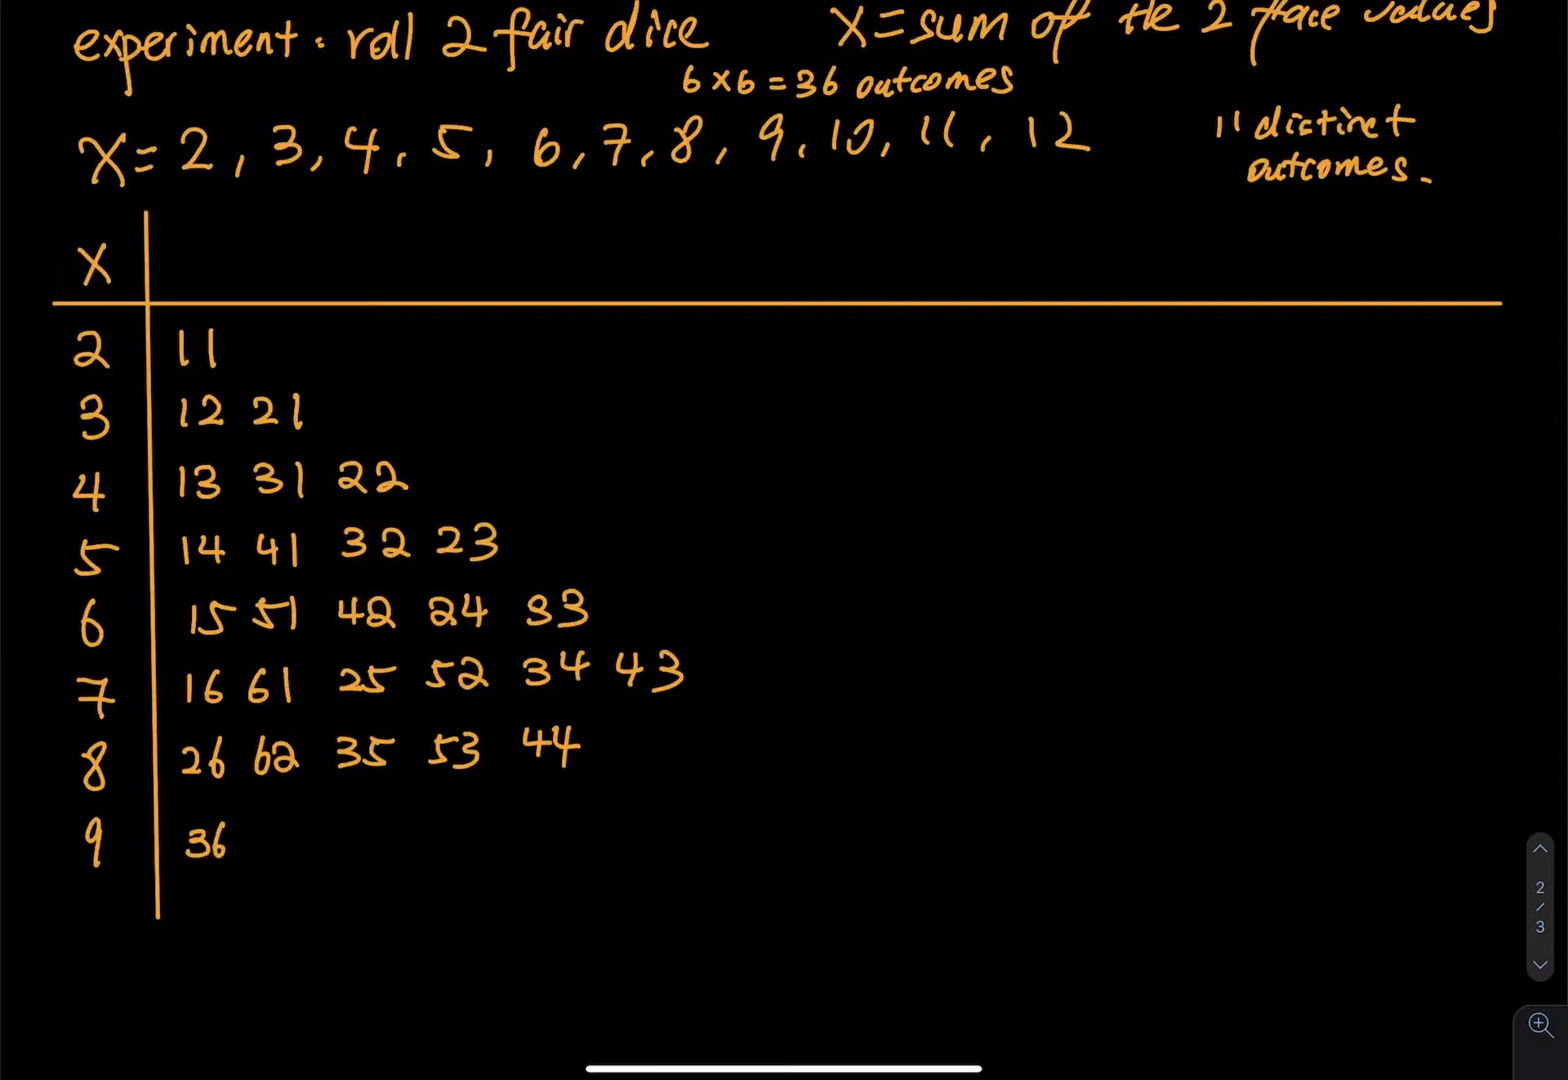 experiment: roll 2 fair dice X=sum of the 2 face values
6×6=36 outcomes
X= 2, 3, 4, 5, 6, 7, 8, 9, 10, 11, 12
11 distinct
outcomes.
X
2 11
3 12 21
4 13 31 22
5 14 41 32 23
6 15 51 42 24 33
7 16 61 25 52 34 43
8 26 62 35 53 44
9 36
2
/
3